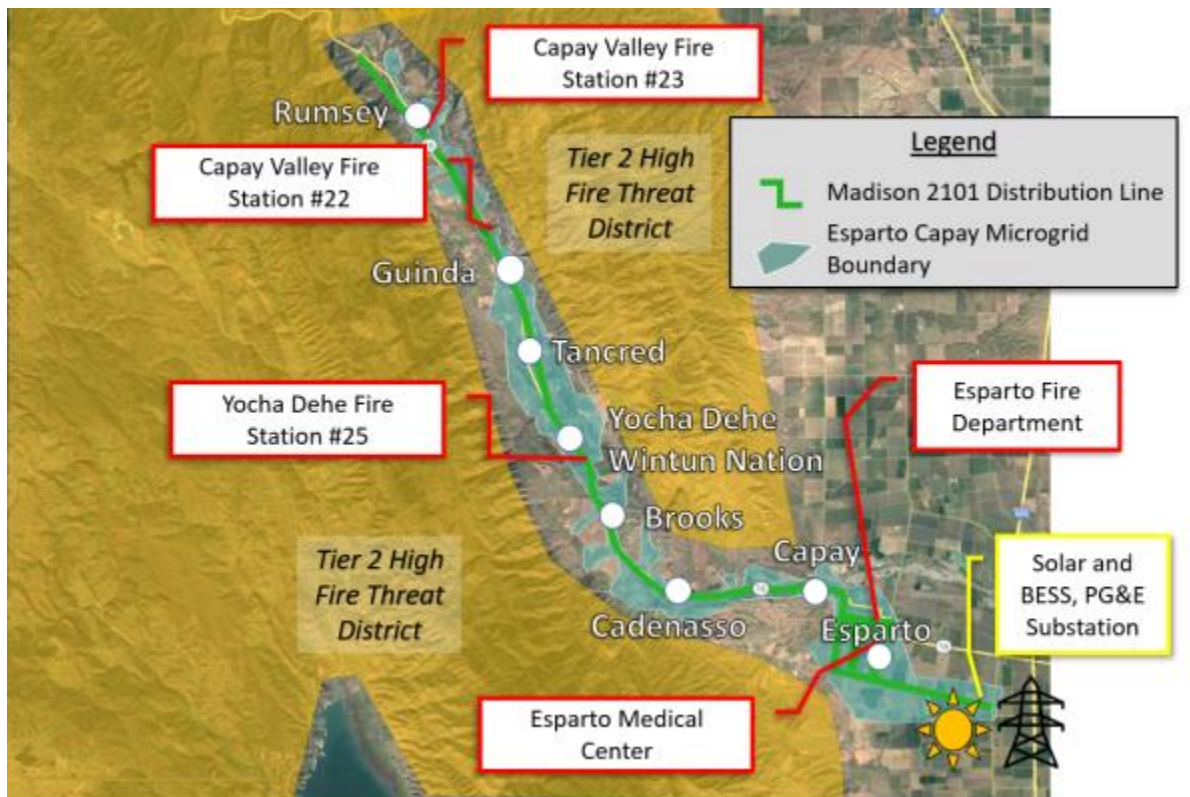 Capay Valley Fire
Station #23
Rumsey
Capay Valley Fire
Station #22
Tier 2 High
Fire Threat
District
Legend
Madison 2101 Distribution Line
Esparto Capay Microgrid
Boundary
Guinda
Tancred
Yocha Dehe Fire
Station #25
Yocha Dehe
Wintun Nation
Esparto Fire
Department
Brooks
Tier 2 High
Fire Threat
District
Capay
Solar and
BESS, PG&E
Substation
Cadenasso
Esparto
16
Esparto Medical
Center